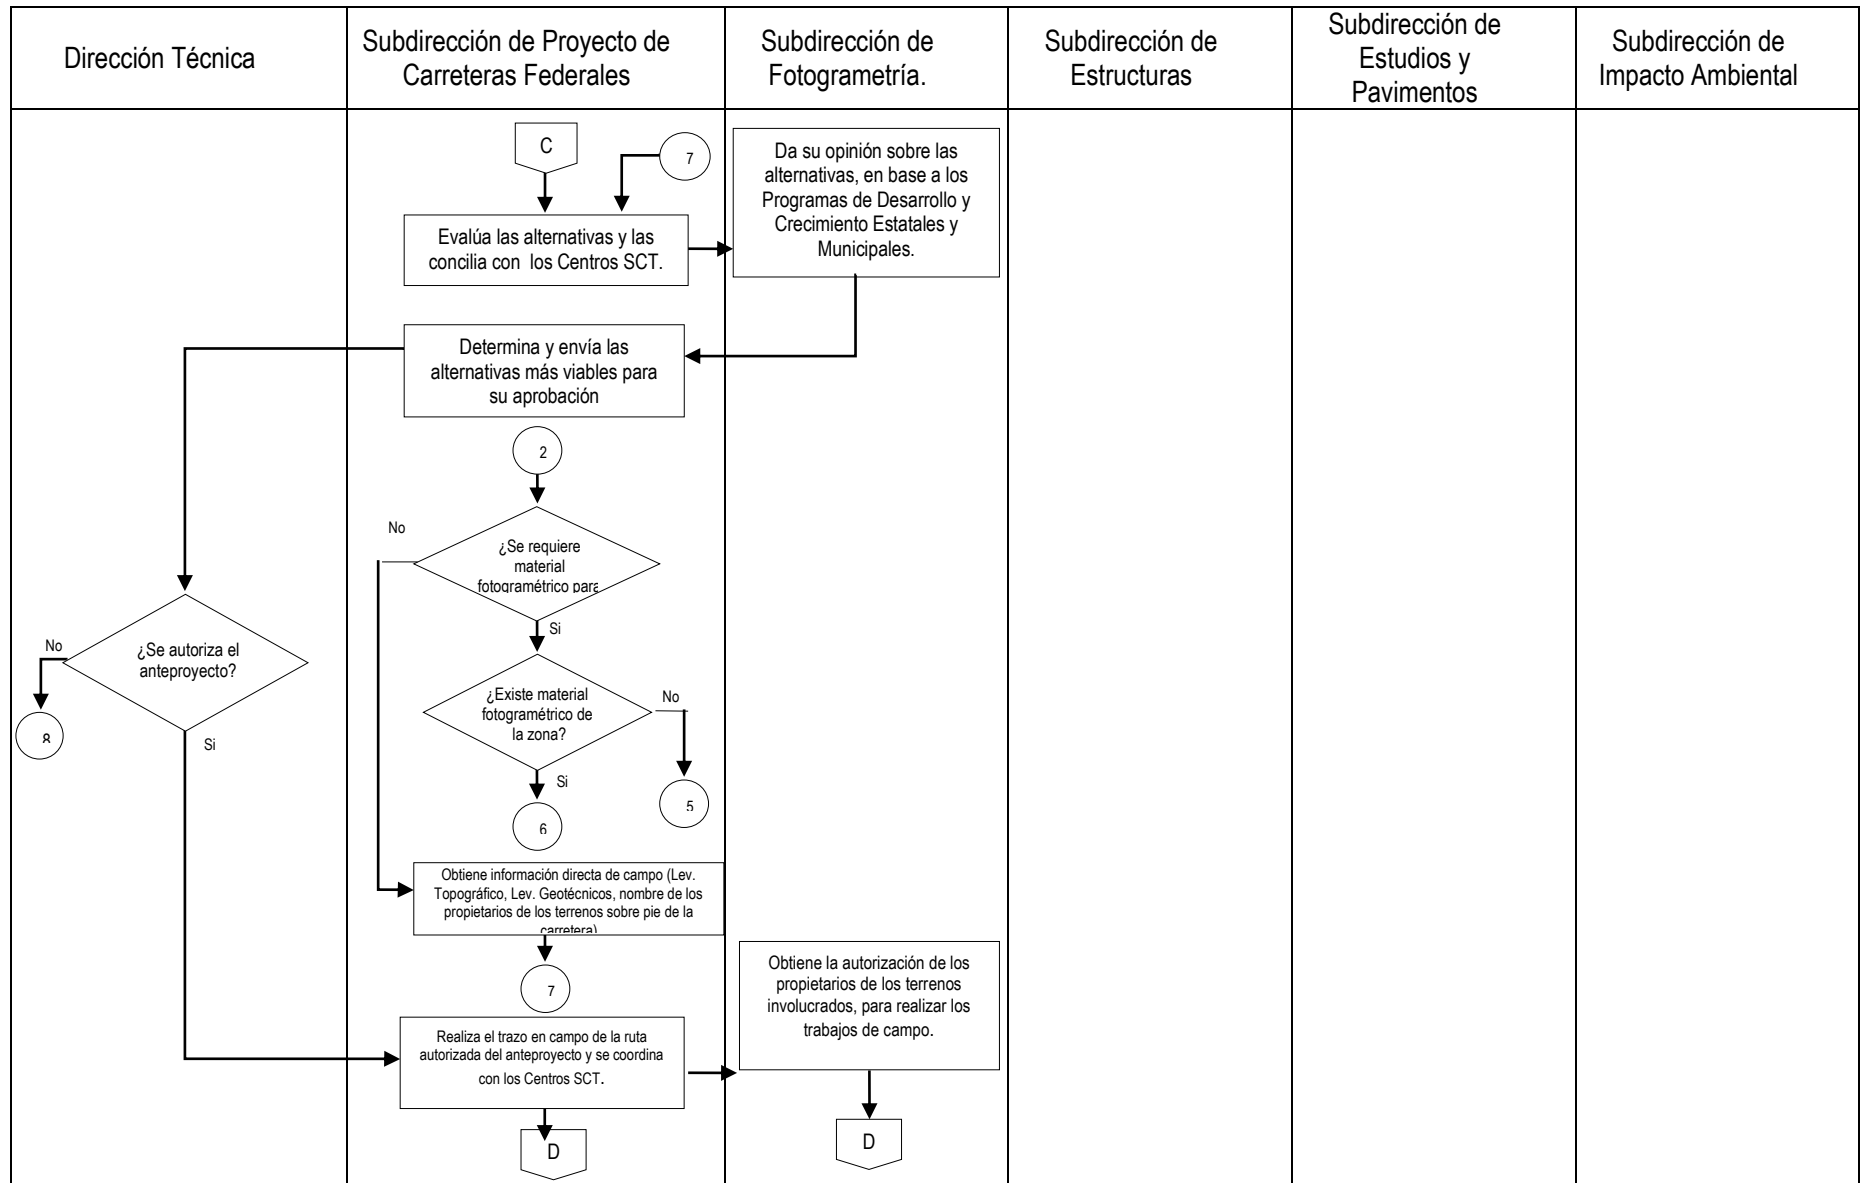 Dirección Técnica
Subdirección de Proyecto de
Carreteras Federales
Subdirección de
Fotogrametría.
Subdirección de
Estructuras
Subdirección de
Estudios y
Pavimentos
Subdirección de
Impacto Ambiental
C
7
Evalúa las alternativas y las
concilia con los Centros SCT.
Da su opinión sobre las
alternativas, en base a los
Programas de Desarrollo y
Crecimiento Estatales y
Municipales.
Determina y envía las
alternativas más viables para
su aprobación
2
No
¿Se requiere
material
fotogramétrico para
Si
No
¿Se autoriza el
anteproyecto?
8
Si
¿Existe material
fotogramétrico de
la zona?
No
Si
5
6
Obtiene información directa de campo (Lev.
Topográfico, Lev. Geotécnicos, nombre de los
propietarios de los terrenos sobre pie de la
carretera)
7
Realiza el trazo en campo de la ruta
autorizada del anteproyecto y se coordina
con los Centros SCT.
Obtiene la autorización de los
propietarios de los terrenos
involucrados, para realizar los
trabajos de campo.
D
D